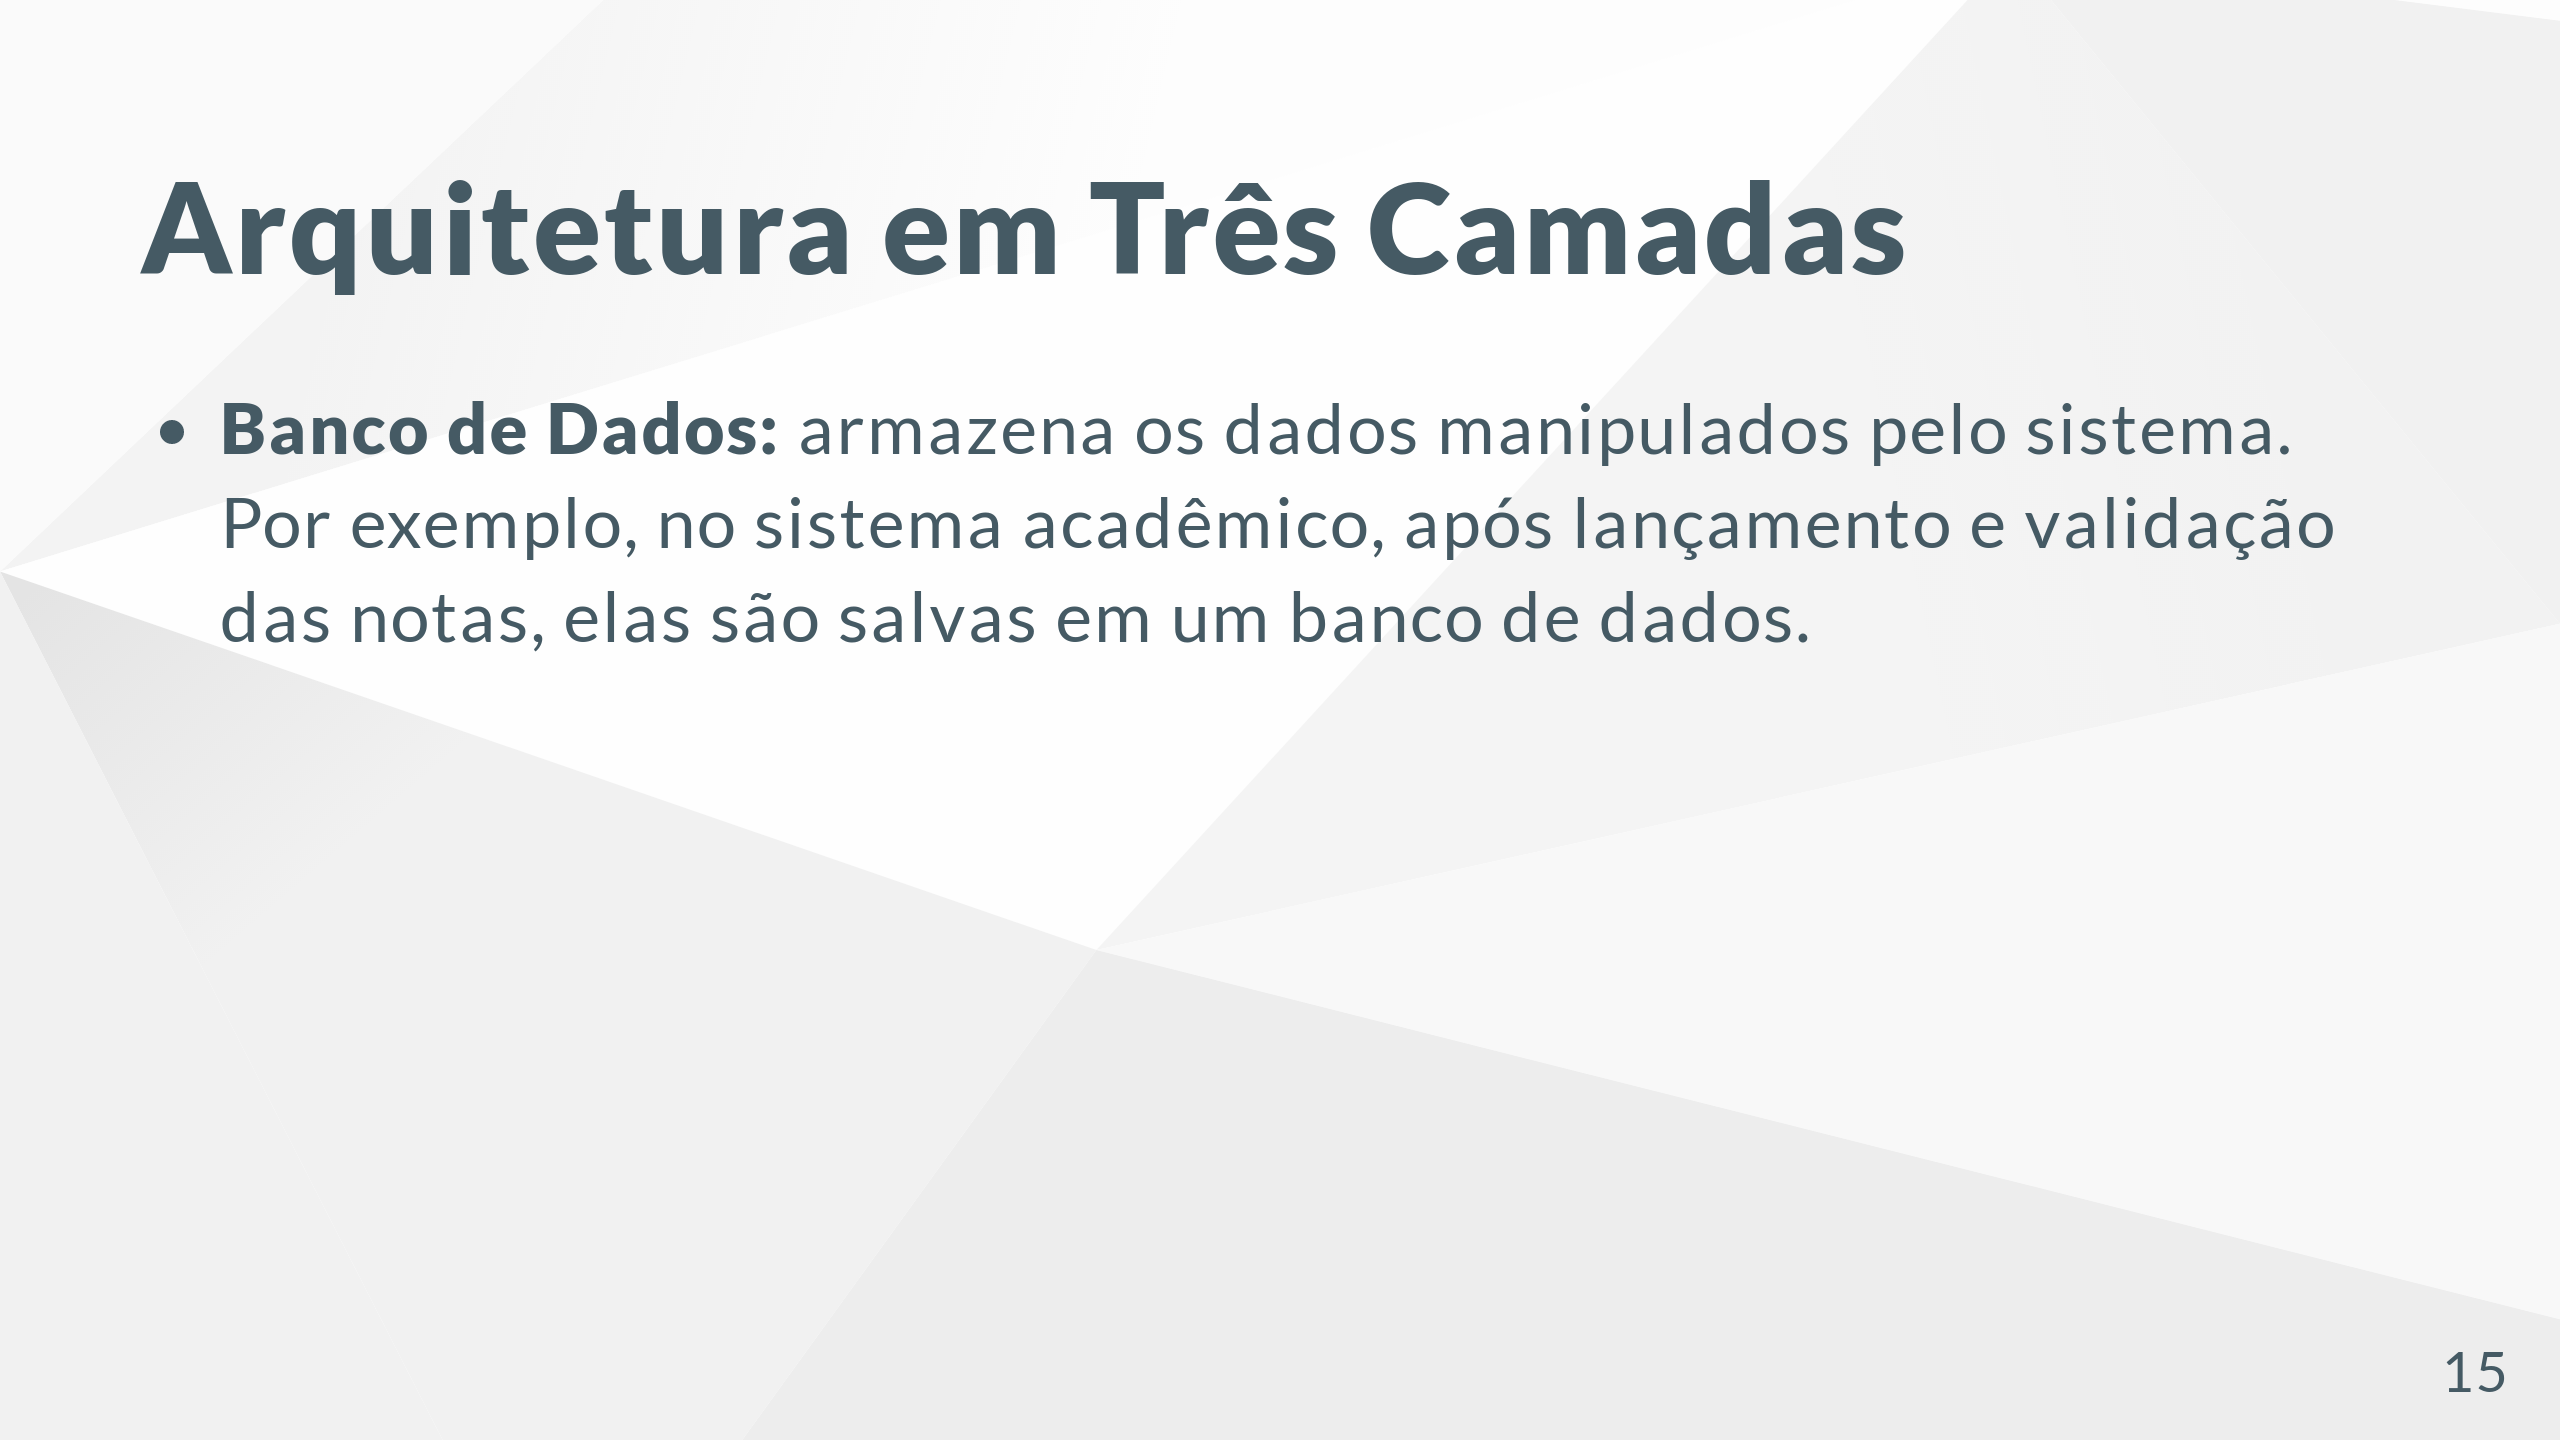 Arquitetura em Três Camadas
• Banco de Dados: armazena os dados manipulados pelo sistema.
Por exemplo, no sistema acadêmico, após lançamento e validação
das notas, elas são salvas em um banco de dados.
15